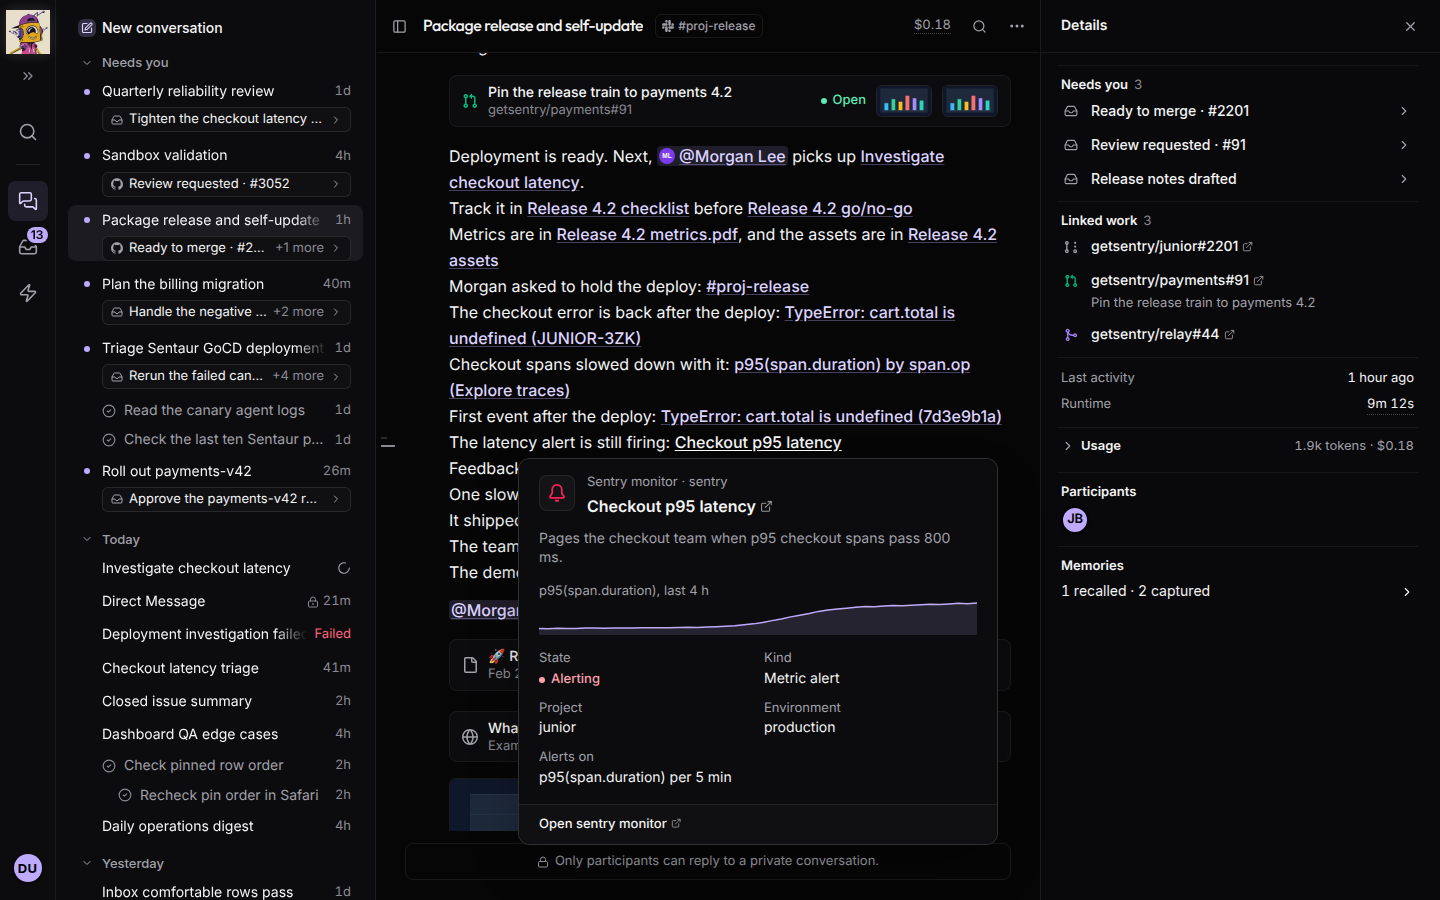 New conversation
Needs you
Quarterly reliability review 1d
Tighten the checkout latency ...
Sandbox validation 4h
Review requested · #3052
Package release and self-update 1h
Ready to merge · #2... +1 more
Plan the billing migration 40m
Handle the negative ... +2 more
Triage Sentaur GoCD deployment 1d
Rerun the failed can... +4 more
Read the canary agent logs 1d
Check the last ten Sentaur p... 1d
Roll out payments-v42 26m
Approve the payments-v42 r...
Today
Investigate checkout latency
Direct Message 21m
Deployment investigation failed Failed
Checkout latency triage 41m
Closed issue summary 2h
Dashboard QA edge cases 4h
Check pinned row order 2h
Recheck pin order in Safari 2h
Daily operations digest 4h
Yesterday
Inbox comfortable rows pass 1d
13
DU
Package release and self-update #proj-release $0.18
Pin the release train to payments 4.2
getsentry/payments#91
Open
Deployment is ready. Next, ML @Morgan Lee picks up Investigate
checkout latency.
Track it in Release 4.2 checklist before Release 4.2 go/no-go
Metrics are in Release 4.2 metrics.pdf, and the assets are in Release 4.2
assets
Morgan asked to hold the deploy: #proj-release
The checkout error is back after the deploy: TypeError: cart.total is
undefined (JUNIOR-3ZK)
Checkout spans slowed down with it: p95(span.duration) by span.op
(Explore traces)
First event after the deploy: TypeError: cart.total is undefined (7d3e9b1a)
The latency alert is still firing: Checkout p95 latency
Feedback
One slow
It shipped
The team
The demo
@Morgan
🚀 R
Feb 2
Wha
Exam
Sentry monitor · sentry
Checkout p95 latency
Pages the checkout team when p95 checkout spans pass 800
ms.
p95(span.duration), last 4 h
State Kind
Alerting Metric alert
Project Environment
junior production
Alerts on
p95(span.duration) per 5 min
Open sentry monitor
Only participants can reply to a private conversation.
Details
Needs you 3
Ready to merge · #2201
Review requested · #91
Release notes drafted
Linked work 3
getsentry/junior#2201
getsentry/payments#91
Pin the release train to payments 4.2
getsentry/relay#44
Last activity 1 hour ago
Runtime 9m 12s
Usage 1.9k tokens · $0.18
Participants
JB
Memories
1 recalled · 2 captured